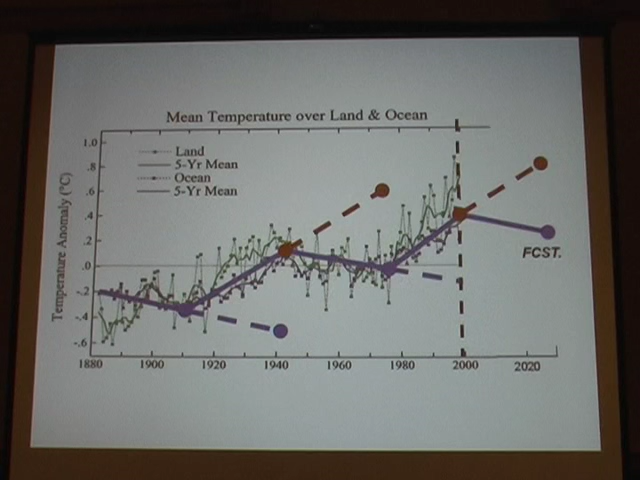 Mean Temperature over Land & Ocean
Temperature Anomaly (°C)
1.0
.8
.6
.4
.2
.0
-.2
-.4
-.6
Land
5-Yr Mean
Ocean
5-Yr Mean
FCST.
1880 1900 1920 1940 1960 1980 2000 2020